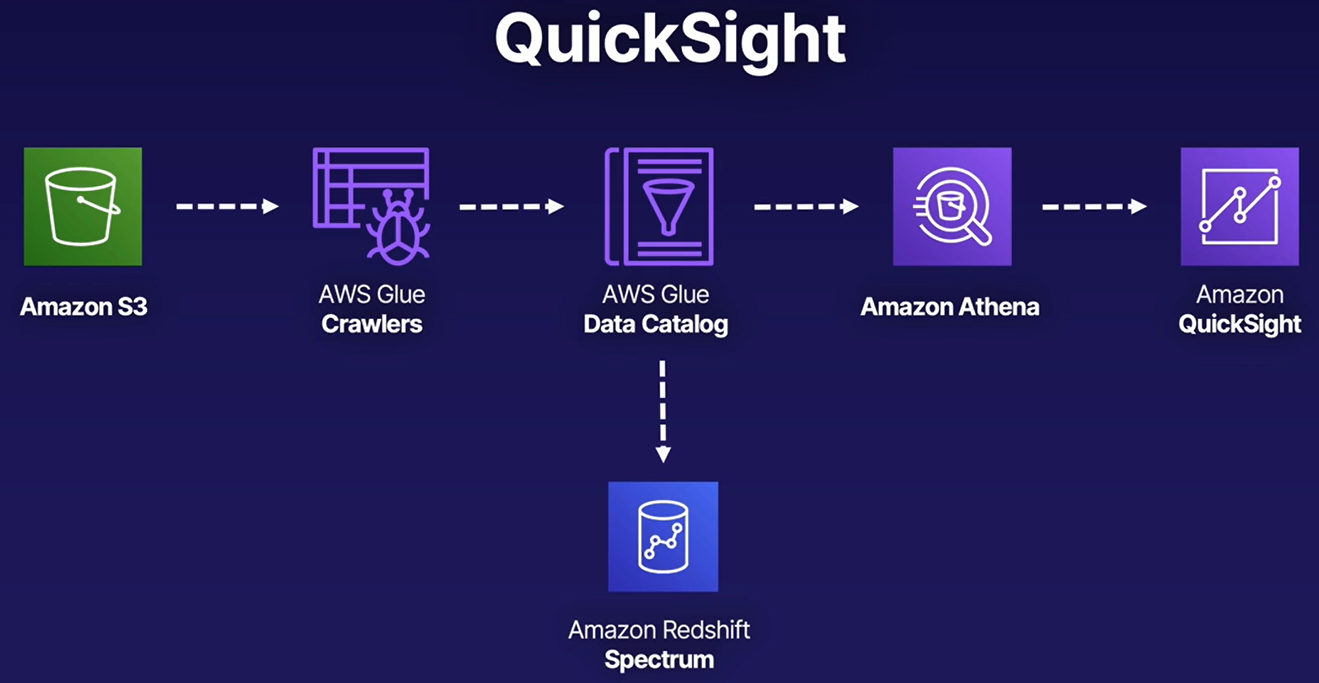 QuickSight
Amazon S3
AWS Glue
Crawlers
AWS Glue
Data Catalog
Amazon Athena
Amazon
QuickSight
Amazon Redshift
Spectrum